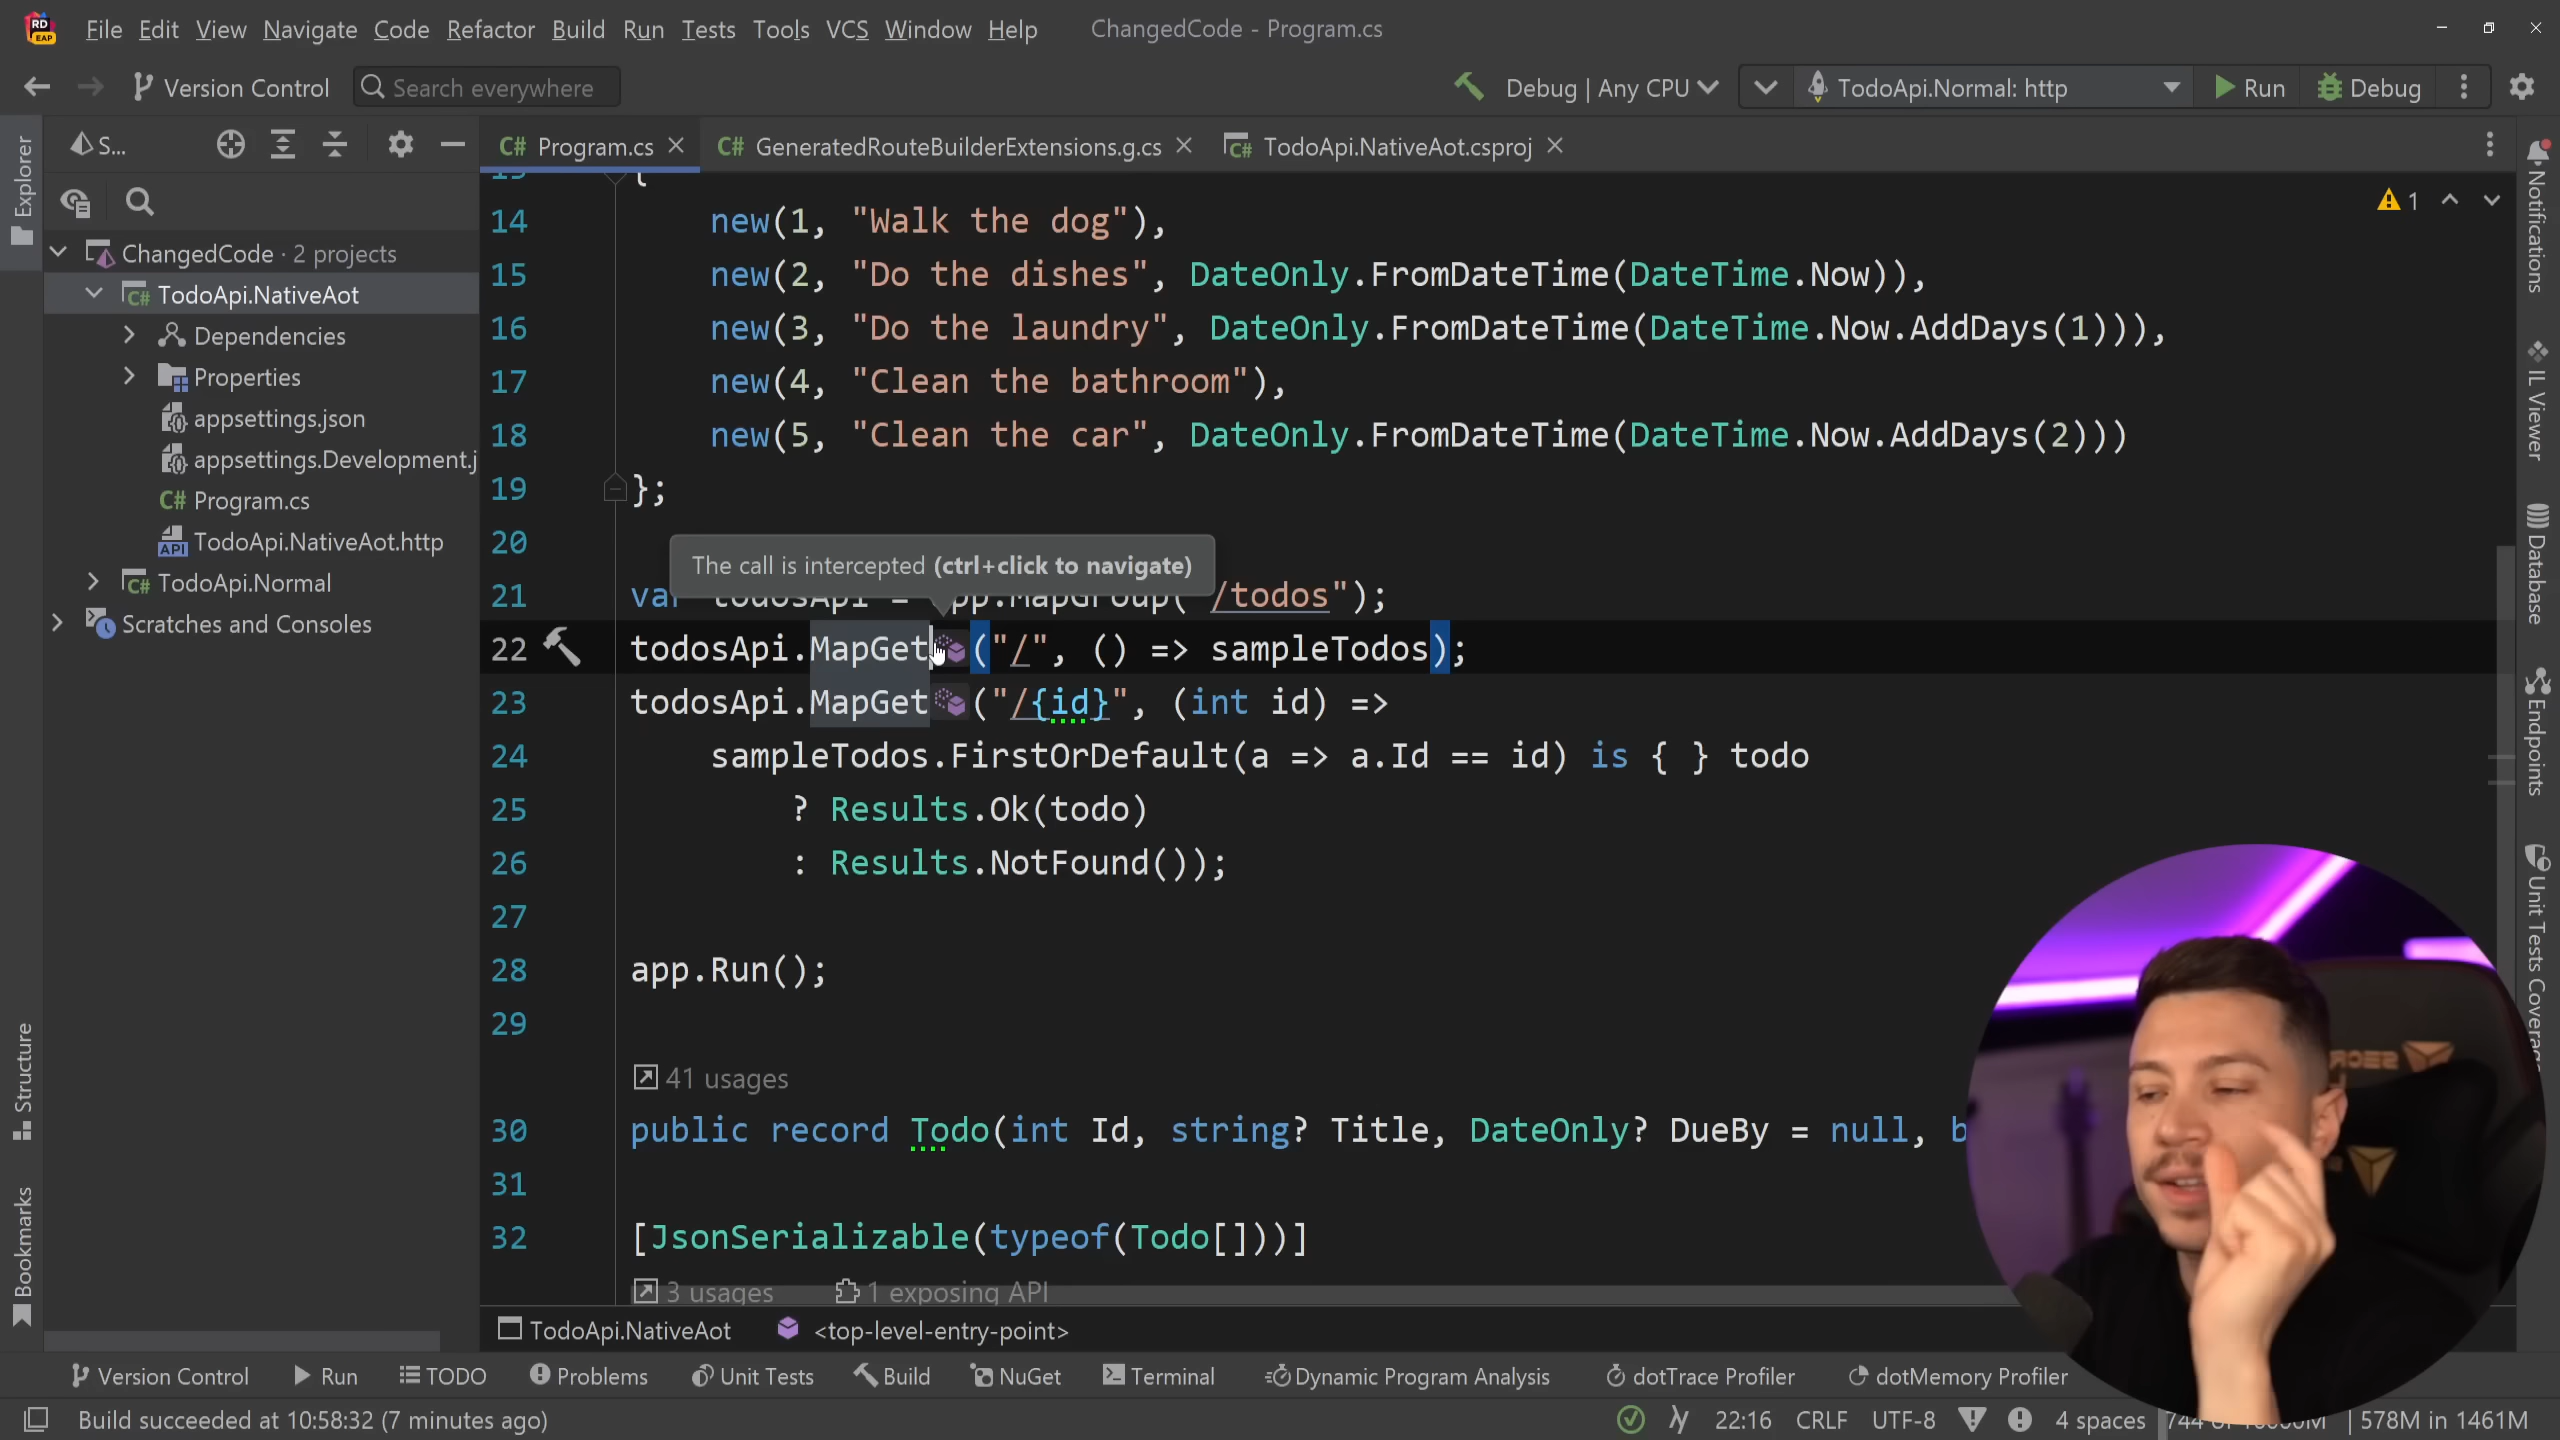 RD
EAP
File Edit View Navigate Code Refactor Build Run Tests Tools VCS Window Help
ChangedCode - Program.cs
Version Control
Search everywhere
Debug | Any CPU
TodoApi.Normal: http
Run
Debug
Explorer
S...
C# Program.cs
C# GeneratedRouteBuilderExtensions.g.cs
C# TodoApi.NativeAot.csproj
Notifications
ChangedCode · 2 projects
C# TodoApi.NativeAot
Dependencies
Properties
appsettings.json
appsettings.Development.j
C# Program.cs
API TodoApi.NativeAot.http
C# TodoApi.Normal
Scratches and Consoles
1
{
14 new(1, "Walk the dog"),
15 new(2, "Do the dishes", DateOnly.FromDateTime(DateTime.Now)),
16 new(3, "Do the laundry", DateOnly.FromDateTime(DateTime.Now.AddDays(1))),
17 new(4, "Clean the bathroom"),
18 new(5, "Clean the car", DateOnly.FromDateTime(DateTime.Now.AddDays(2)))
19 };
20
The call is intercepted (ctrl+click to navigate)
21 var todosApi = app.MapGroup("/todos");
22 todosApi.MapGet("/", () => sampleTodos);
23 todosApi.MapGet("/{id}", (int id) =>
24 sampleTodos.FirstOrDefault(a => a.Id == id) is { } todo
25 ? Results.Ok(todo)
26 : Results.NotFound());
27
28 app.Run();
29
41 usages
30 public record Todo(int Id, string? Title, DateOnly? DueBy = null, b
31
32 [JsonSerializable(typeof(Todo[]))]
3 usages 1 exposing API
IL Viewer
Database
Endpoints
Unit Tests Coverage
Structure
Bookmarks
TodoApi.NativeAot <top-level-entry-point>
Version Control Run TODO Problems Unit Tests Build NuGet Terminal Dynamic Program Analysis dotTrace Profiler dotMemory Profiler
Build succeeded at 10:58:32 (7 minutes ago)
22:16 CRLF UTF-8 4 spaces
578M in 1461M